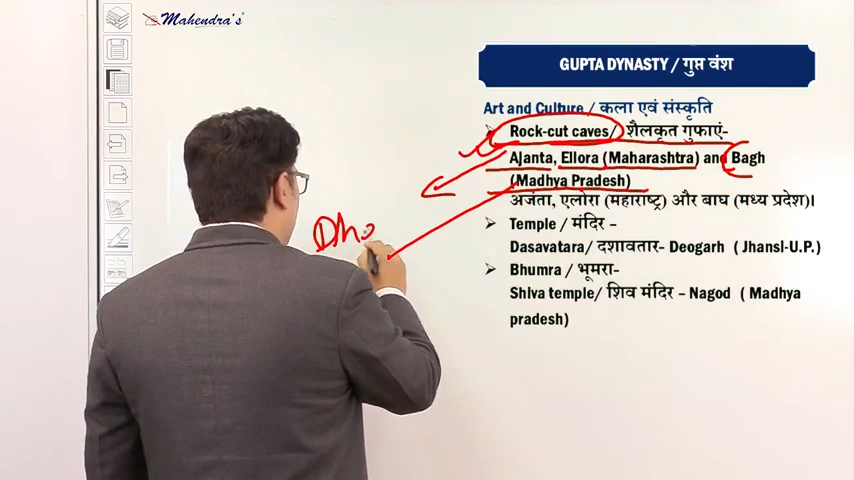 Mahendra's
GUPTA DYNASTY / गुप्त वंश
Art and Culture / कला एवं संस्कृति
Rock-cut caves/ शैलकृत गुफाएं-
Ajanta, Ellora (Maharashtra) and Bagh
(Madhya Pradesh)
अजंता, एलोरा (महाराष्ट्र) और बाघ (मध्य प्रदेश)।
Temple / मंदिर –
Dasavatara/ दशावतार- Deogarh ( Jhansi-U.P.)
Bhumra / भूमरा-
Shiva temple/ शिव मंदिर – Nagod ( Madhya
pradesh)
Dho